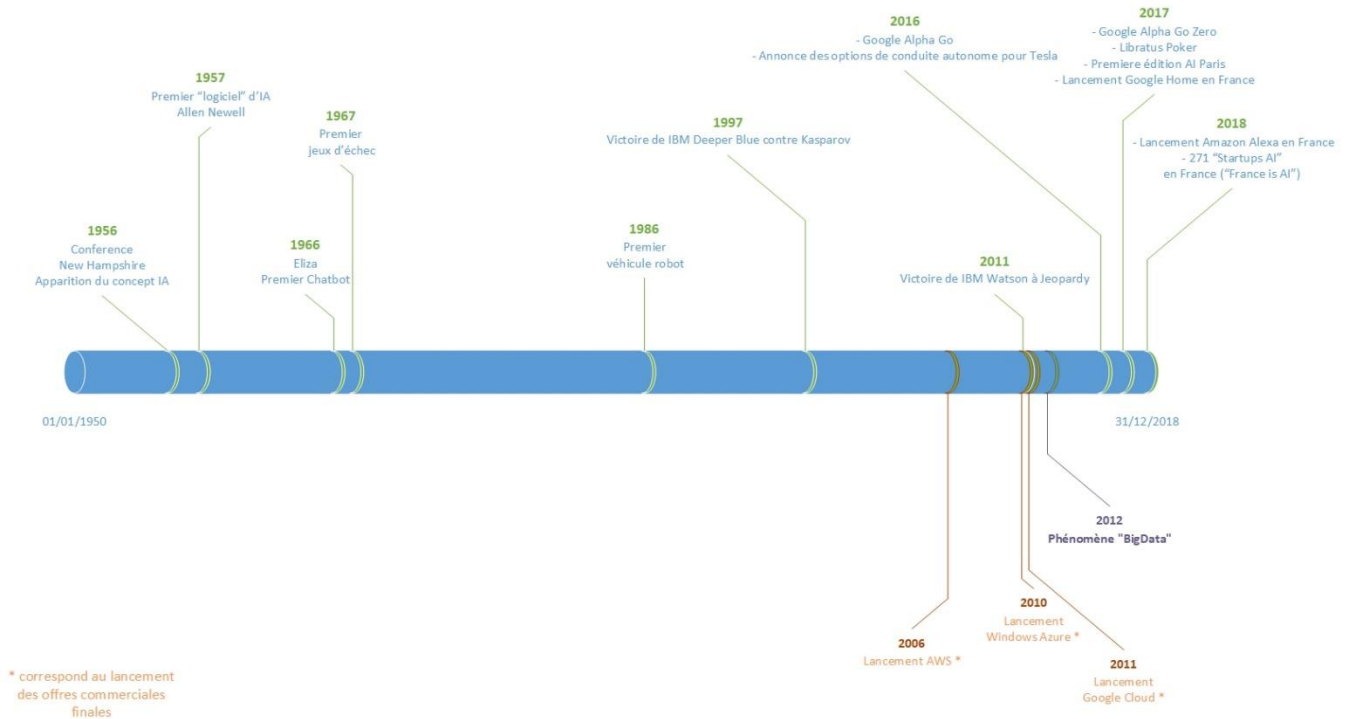 1956
Conference
New Hampshire
Apparition du concept IA
1957
Premier “logiciel” d’IA
Allen Newell
1966
Eliza
Premier Chatbot
1967
Premier
jeux d’échec
1986
Premier
véhicule robot
1997
Victoire de IBM Deeper Blue contre Kasparov
2011
Victoire de IBM Watson à Jeopardy
2016
- Google Alpha Go
- Annonce des options de conduite autonome pour Tesla
2017
- Google Alpha Go Zero
- Libratus Poker
- Premiere édition AI Paris
- Lancement Google Home en France
2018
- Lancement Amazon Alexa en France
- 271 “Startups AI”
en France (“France is AI”)
01/01/1950
31/12/2018
2006
Lancement AWS *
2010
Lancement
Windows Azure *
2011
Lancement
Google Cloud *
2012
Phénomène "BigData"
* correspond au lancement
des offres commerciales
finales